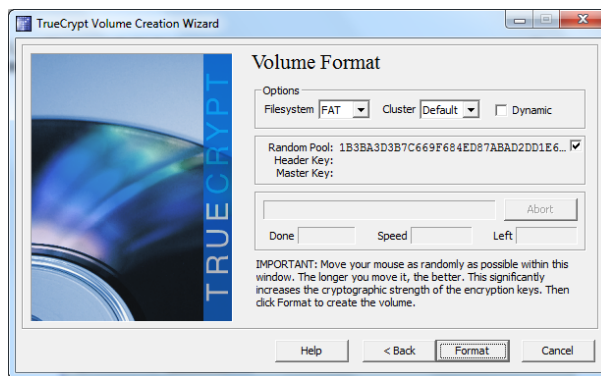 TrueCrypt Volume Creation Wizard
TRUECRYPT
Volume Format
Options
Filesystem FAT Cluster Default Dynamic
Random Pool: 1B3BA3D3B7C669F684ED87ABAD2DD1E6...
Header Key:
Master Key:
Abort
Done Speed Left
IMPORTANT: Move your mouse as randomly as possible within this
window. The longer you move it, the better. This significantly
increases the cryptographic strength of the encryption keys. Then
click Format to create the volume.
Help < Back Format Cancel